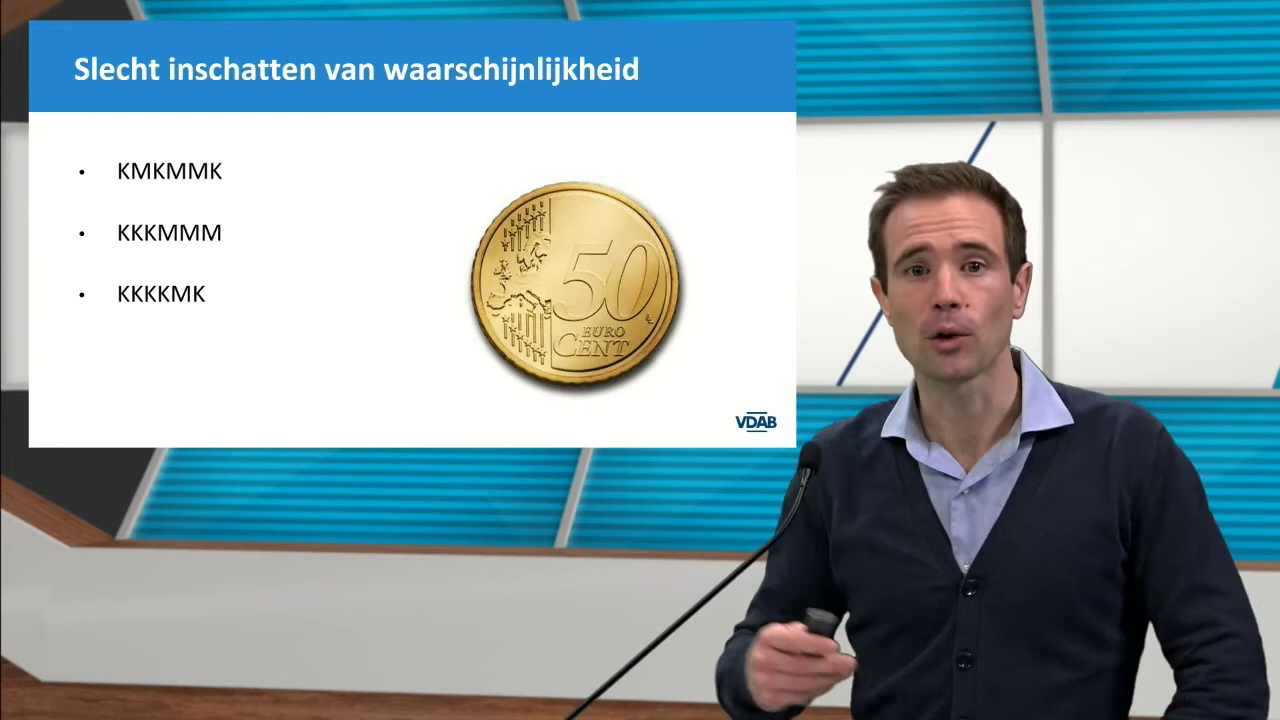 Slecht inschatten van waarschijnlijkheid
• KMKMMK
• KKKMMM
• KKKKMK
50
EURO
CENT
VDAB